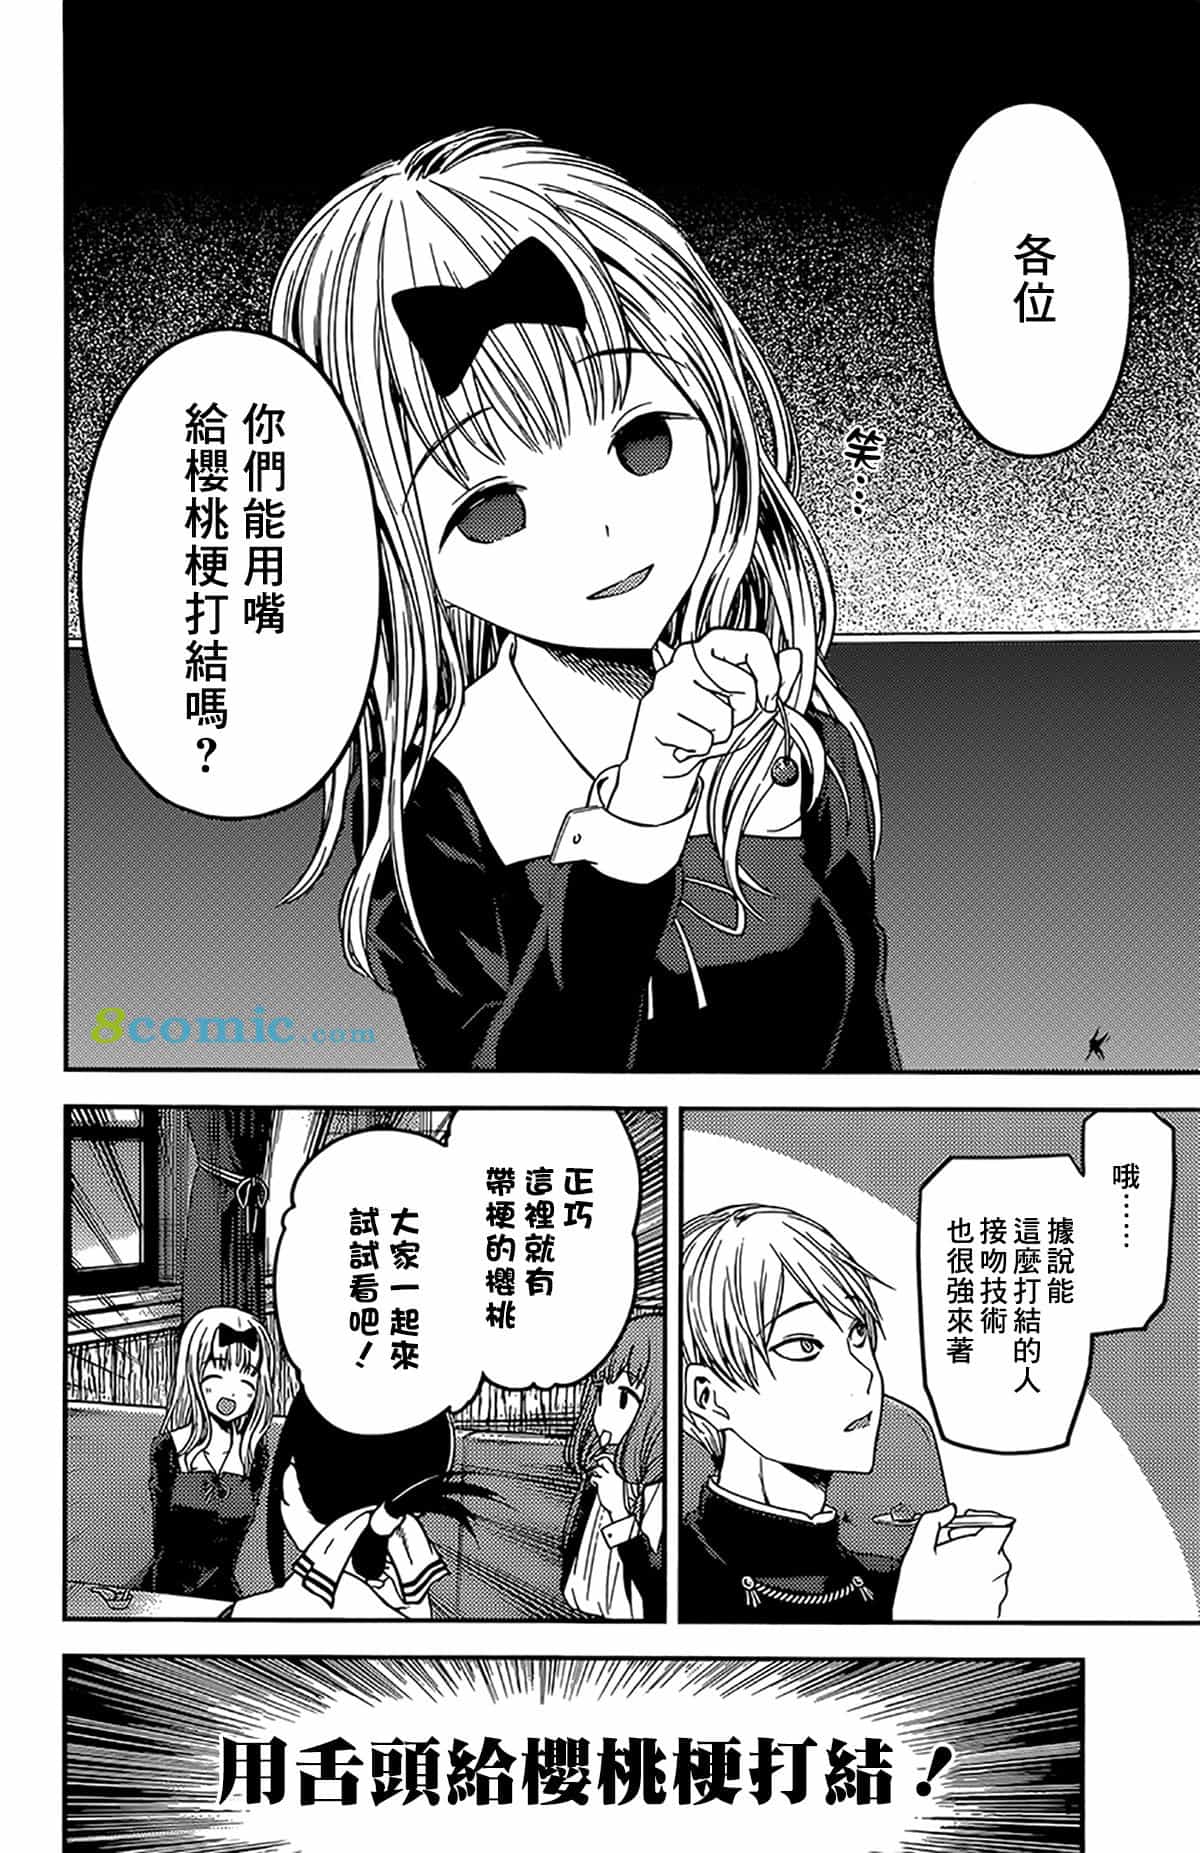 各位
笑…
你們能用嘴
給櫻桃梗打結嗎？
8comic.com
哦……
據說能
這麼打結的人
接吻技術
也很強來著
正巧
這裡就有
帶梗的櫻桃
大家一起來
試試看吧！
用舌頭給櫻桃梗打結！